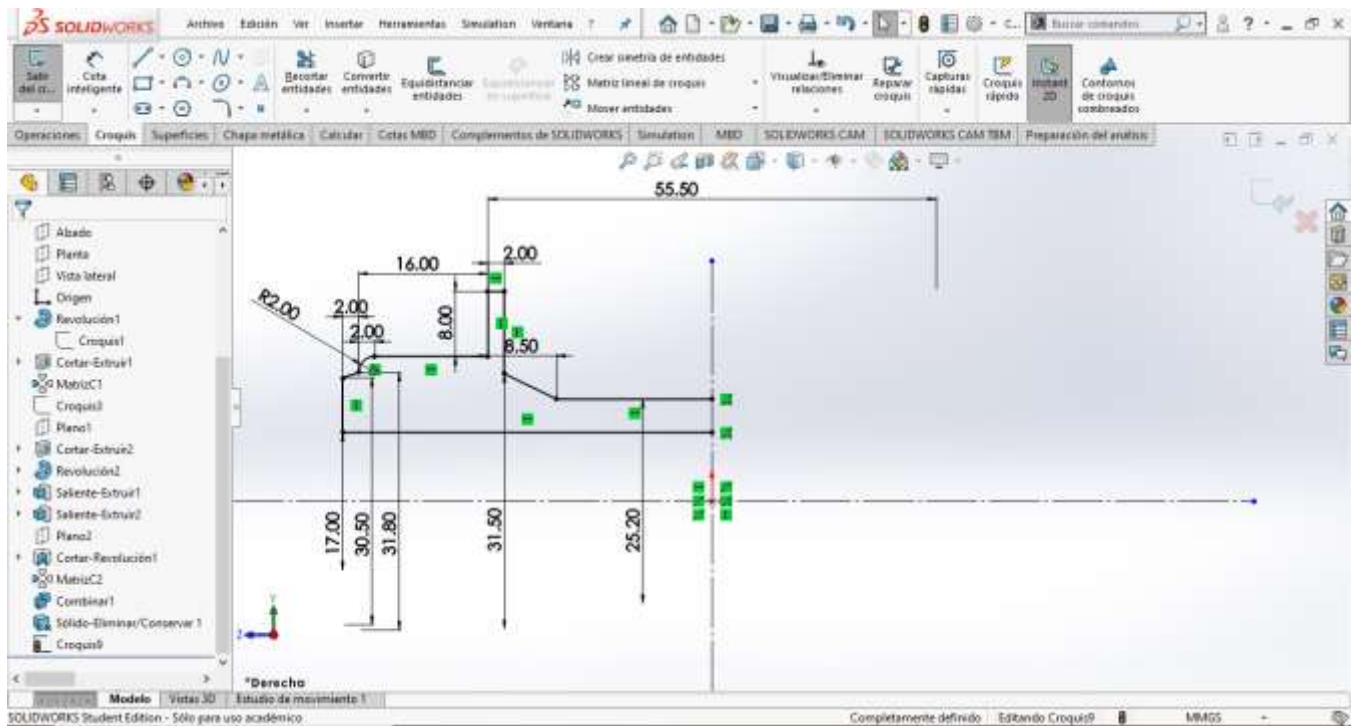 SOLIDWORKS
Archivo Edición Ver Insertar Herramientas Simulation Ventana ?
Buscar comandos
Salir del cr...
Cota inteligente
Recortar entidades
Convertir entidades
Equidistanciar entidades
Crear simetría de entidades
Matriz lineal de croquis
Mover entidades
Visualizar/Eliminar relaciones
Reparar croquis
Capturas rápidas
Croquis rápido
Instant 2D
Contornos de croquis sombreados
Operaciones Croquis Superficies Chapa metálica Calcular Cotas MBD Complementos de SOLIDWORKS Simulation MBD SOLIDWORKS CAM SOLIDWORKS CAM TBM Preparación del análisis
Alzado
Planta
Vista lateral
Origen
Revolución1
Croquis1
Cortar-Extruir1
MatrizC1
Croquis3
Plano1
Cortar-Extruir2
Revolución2
Saliente-Extruir1
Saliente-Extruir2
Plano2
Cortar-Revolución1
MatrizC2
Combinar1
Sólido-Eliminar/Conservar 1
Croquis9
55.50
2.00
16.00
R2.00
2.00
2.00
8.00
8.50
17.00
30.50
31.80
31.50
25.20
Y
Z
*Derecha
Modelo Vistas 3D Estudio de movimiento 1
SOLIDWORKS Student Edition - Sólo para uso académico
Completamente definido Editando Croquis9 MMGS